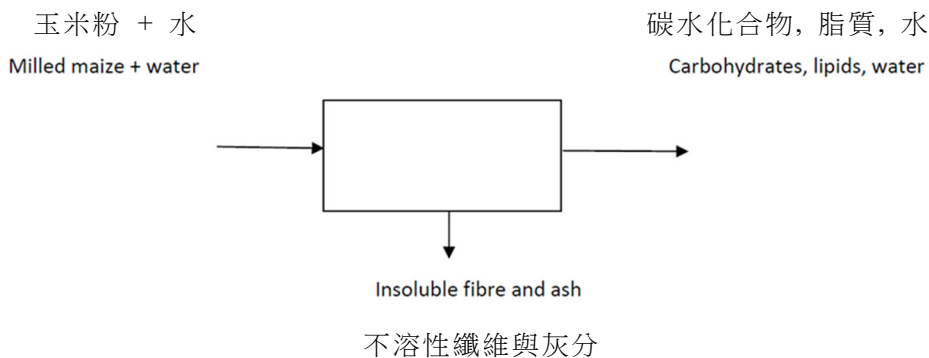 玉米粉 + 水
Milled maize + water
碳水化合物, 脂質, 水
Carbohydrates, lipids, water
Insoluble fibre and ash
不溶性纖維與灰分